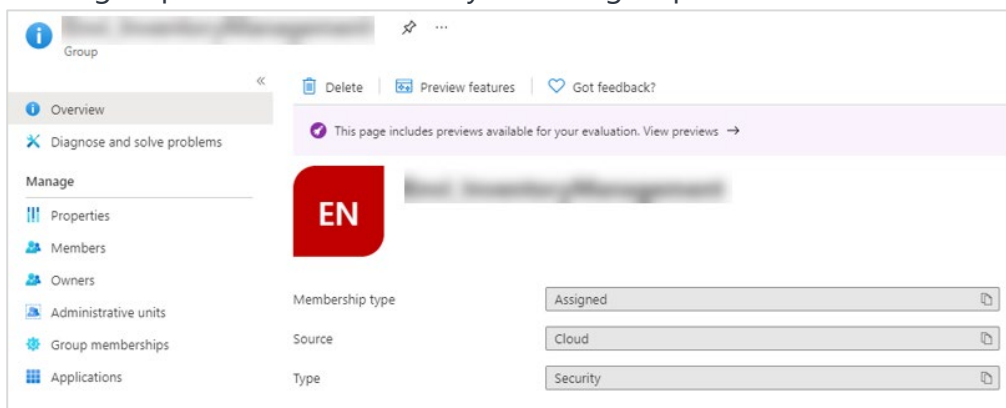 Group
«
Delete
Preview features
Got feedback?
Overview
This page includes previews available for your evaluation. View previews →
Diagnose and solve problems
Manage
EN
Properties
Members
Owners
Administrative units
Membership type
Assigned
Group memberships
Source
Cloud
Applications
Type
Security